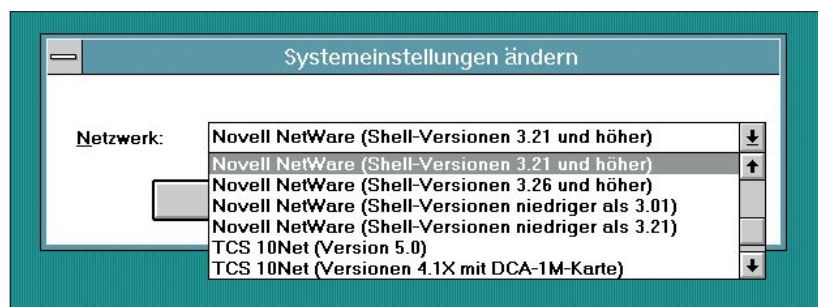 Systemeinstellungen ändern
Netzwerk:
Novell NetWare (Shell-Versionen 3.21 und höher)
Novell NetWare (Shell-Versionen 3.21 und höher)
Novell NetWare (Shell-Versionen 3.26 und höher)
Novell NetWare (Shell-Versionen niedriger als 3.01)
Novell NetWare (Shell-Versionen niedriger als 3.21)
TCS 10Net (Version 5.0)
TCS 10Net (Versionen 4.1X mit DCA-1M-Karte)